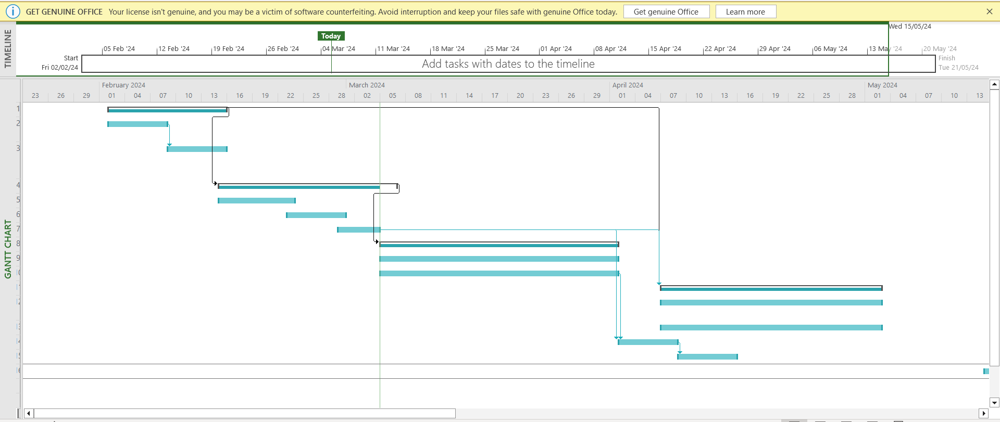 GET GENUINE OFFICE Your license isn't genuine, and you may be a victim of software counterfeiting. Avoid interruption and keep your files safe with genuine Office today. Get genuine Office Learn more
TIMELINE
Wed 15/05/24
Today
05 Feb '24 12 Feb '24 19 Feb '24 26 Feb '24 04 Mar '24 11 Mar '24 18 Mar '24 25 Mar '24 01 Apr '24 08 Apr '24 15 Apr '24 22 Apr '24 29 Apr '24 06 May '24 13 May '24 20 May '24
Start
Fri 02/02/24
Add tasks with dates to the timeline
Finish
Tue 21/05/24
February 2024 March 2024 April 2024 May 2024
23 26 29 01 04 07 10 13 16 19 22 25 28 02 05 08 11 14 17 20 23 26 29 01 04 07 10 13 16 19 22 25 28 01 04 07 10 13
GANTT CHART
1
2
3
4
5
6
7
8
9